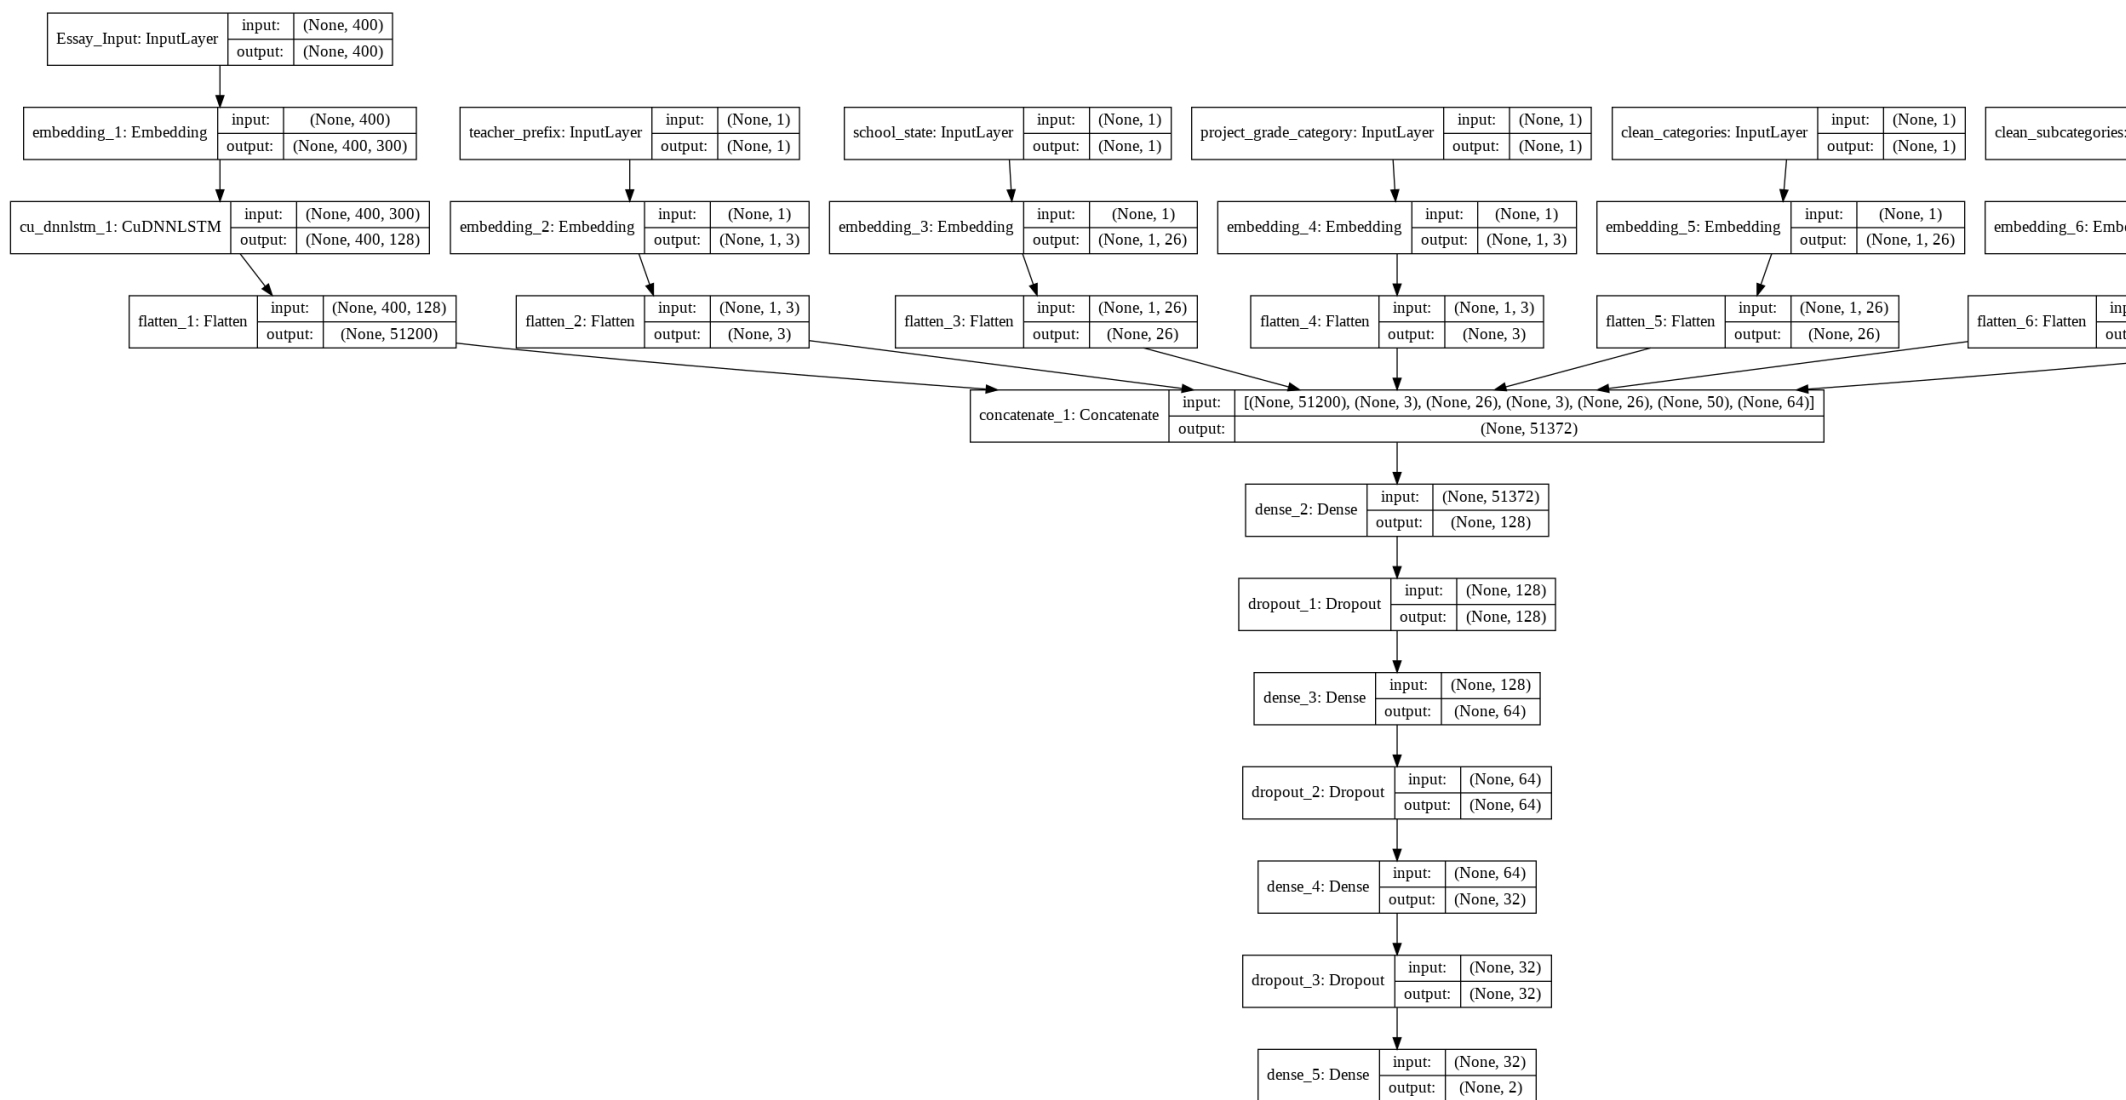 Essay_Input: InputLayer input: (None, 400)
output: (None, 400)
embedding_1: Embedding input: (None, 400)
output: (None, 400, 300)
teacher_prefix: InputLayer input: (None, 1)
output: (None, 1)
school_state: InputLayer input: (None, 1)
output: (None, 1)
project_grade_category: InputLayer input: (None, 1)
output: (None, 1)
clean_categories: InputLayer input: (None, 1)
output: (None, 1)
clean_subcategories:
cu_dnnlstm_1: CuDNNLSTM input: (None, 400, 300)
output: (None, 400, 128)
embedding_2: Embedding input: (None, 1)
output: (None, 1, 3)
embedding_3: Embedding input: (None, 1)
output: (None, 1, 26)
embedding_4: Embedding input: (None, 1)
output: (None, 1, 3)
embedding_5: Embedding input: (None, 1)
output: (None, 1, 26)
embedding_6:
flatten_1: Flatten input: (None, 400, 128)
output: (None, 51200)
flatten_2: Flatten input: (None, 1, 3)
output: (None, 3)
flatten_3: Flatten input: (None, 1, 26)
output: (None, 26)
flatten_4: Flatten input: (None, 1, 3)
output: (None, 3)
flatten_5: Flatten input: (None, 1, 26)
output: (None, 26)
flatten_6: Flatten
concatenate_1: Concatenate input: [(None, 51200), (None, 3), (None, 26), (None, 3), (None, 26), (None, 50), (None, 64)]
output: (None, 51372)
dense_2: Dense input: (None, 51372)
output: (None, 128)
dropout_1: Dropout input: (None, 128)
output: (None, 128)
dense_3: Dense input: (None, 128)
output: (None, 64)
dropout_2: Dropout input: (None, 64)
output: (None, 64)
dense_4: Dense input: (None, 64)
output: (None, 32)
dropout_3: Dropout input: (None, 32)
output: (None, 32)
dense_5: Dense input: (None, 32)
output: (None, 2)